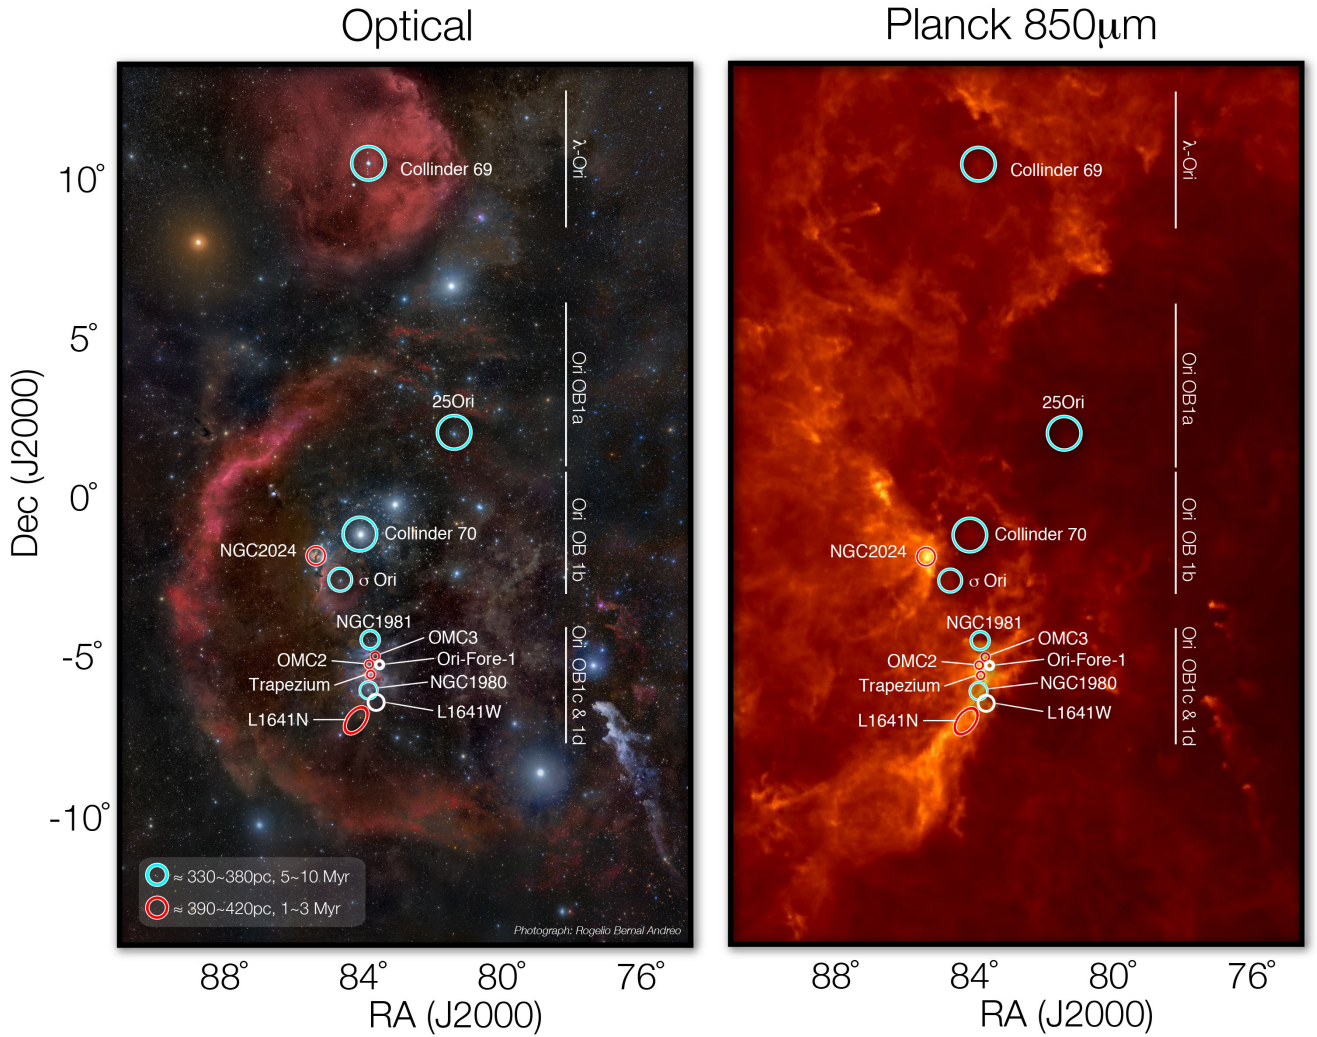 Optical
Planck 850μm
Dec (J2000)
10°
5°
0°
-5°
-10°
Collinder 69
λ-Ori
25Ori
Ori OB1a
Collinder 70
NGC2024
σ Ori
Ori OB 1b
NGC1981
OMC3
OMC2
Ori-Fore-1
Trapezium
NGC1980
L1641W
L1641N
Ori OB1c & 1d
≈ 330~380pc, 5~10 Myr
≈ 390~420pc, 1~3 Myr
Photograph: Rogelio Bernal Andreo
88°
84°
80°
76°
RA (J2000)
Collinder 69
λ-Ori
25Ori
Ori OB1a
Collinder 70
NGC2024
σ Ori
Ori OB 1b
NGC1981
OMC3
OMC2
Ori-Fore-1
Trapezium
NGC1980
L1641W
L1641N
Ori OB1c & 1d
88°
84°
80°
76°
RA (J2000)